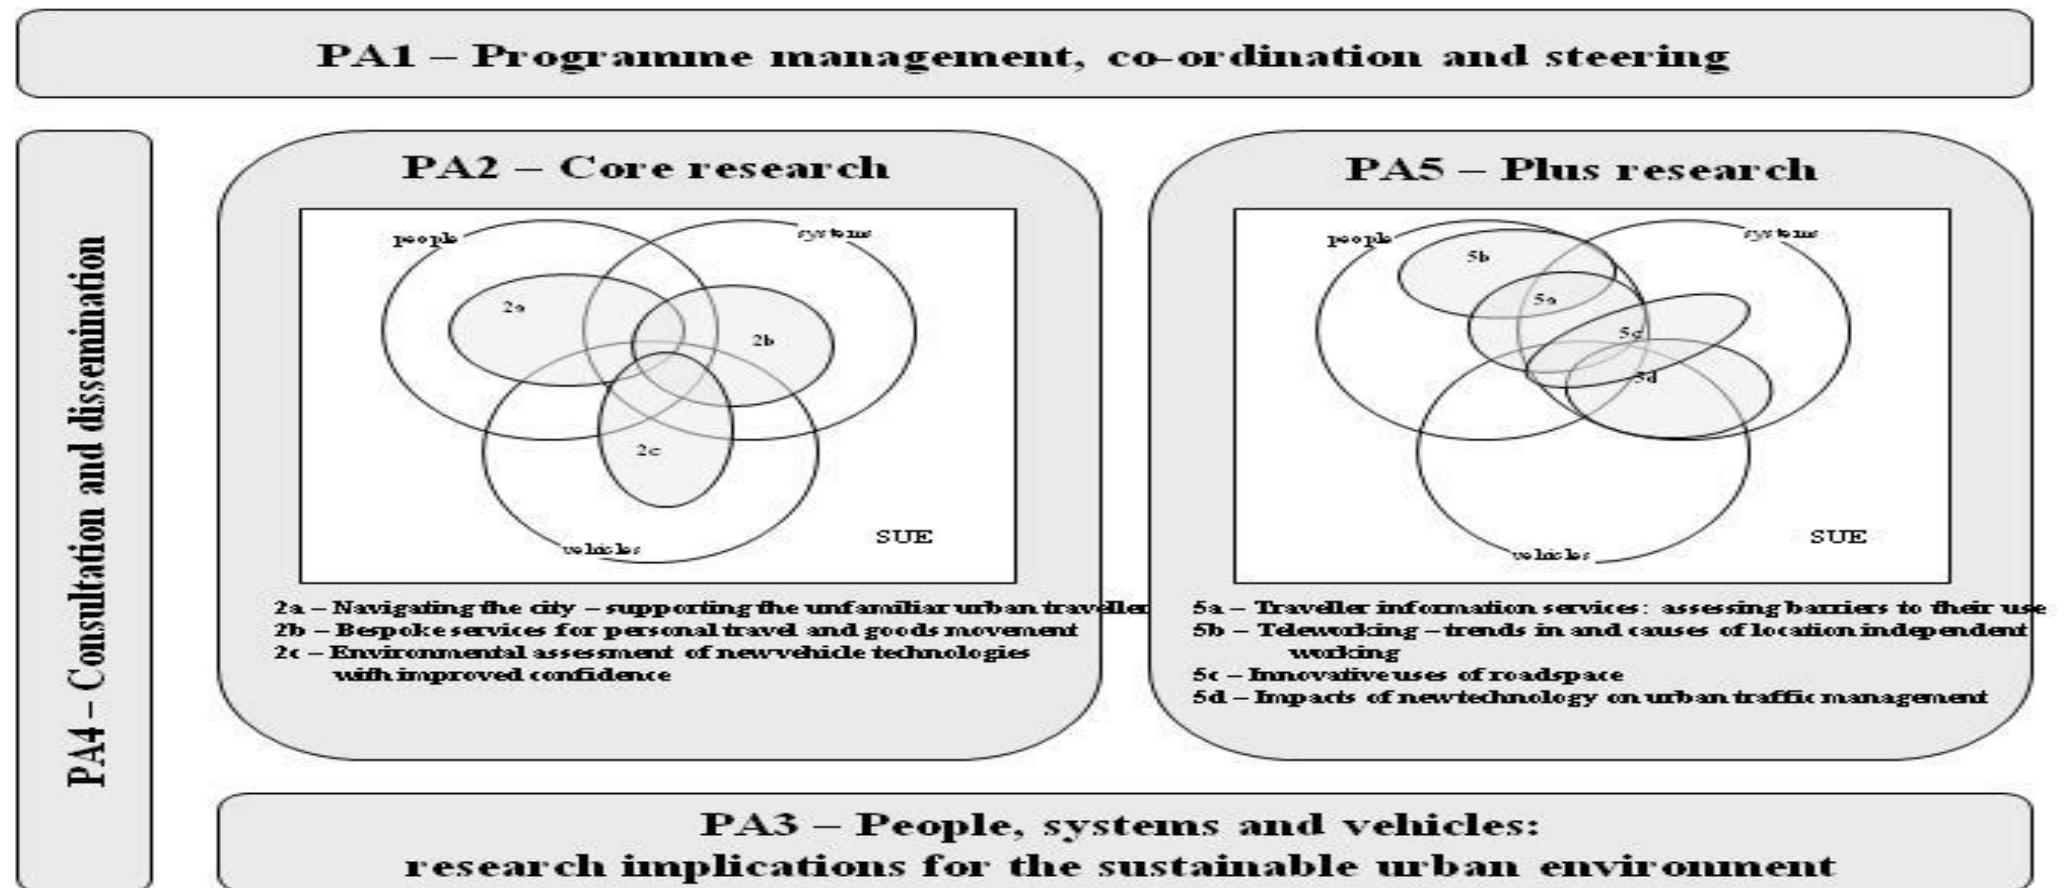 PA1 – Programme management, co-ordination and steering
PA4 – Consultation and dissemination
PA2 – Core research
people
systems
2a
2b
2c
vehicles
SUE
2a – Navigating the city – supporting the unfamiliar urban traveller
2b – Bespoke services for personal travel and goods movement
2c – Environmental assessment of new vehicle technologies
with improved confidence
PA5 – Plus research
people
systems
5b
5a
5c
5d
vehicles
SUE
5a – Traveller information services: assessing barriers to their use
5b – Teleworking – trends in and causes of location independent
working
5c – Innovative uses of roadspace
5d – Impacts of new technology on urban traffic management
PA3 – People, systems and vehicles:
research implications for the sustainable urban environment